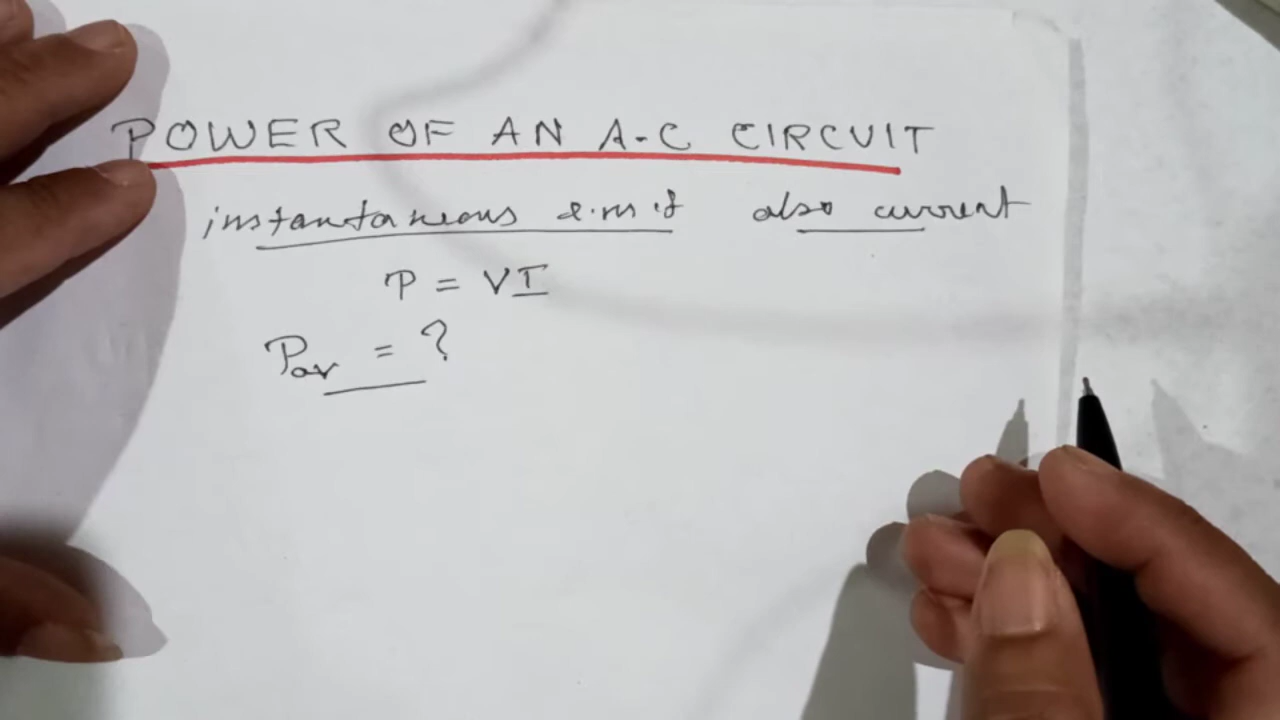 POWER OF AN A-C CIRCUIT
instantaneous e.m.f also current
P = VI
Pav = ?